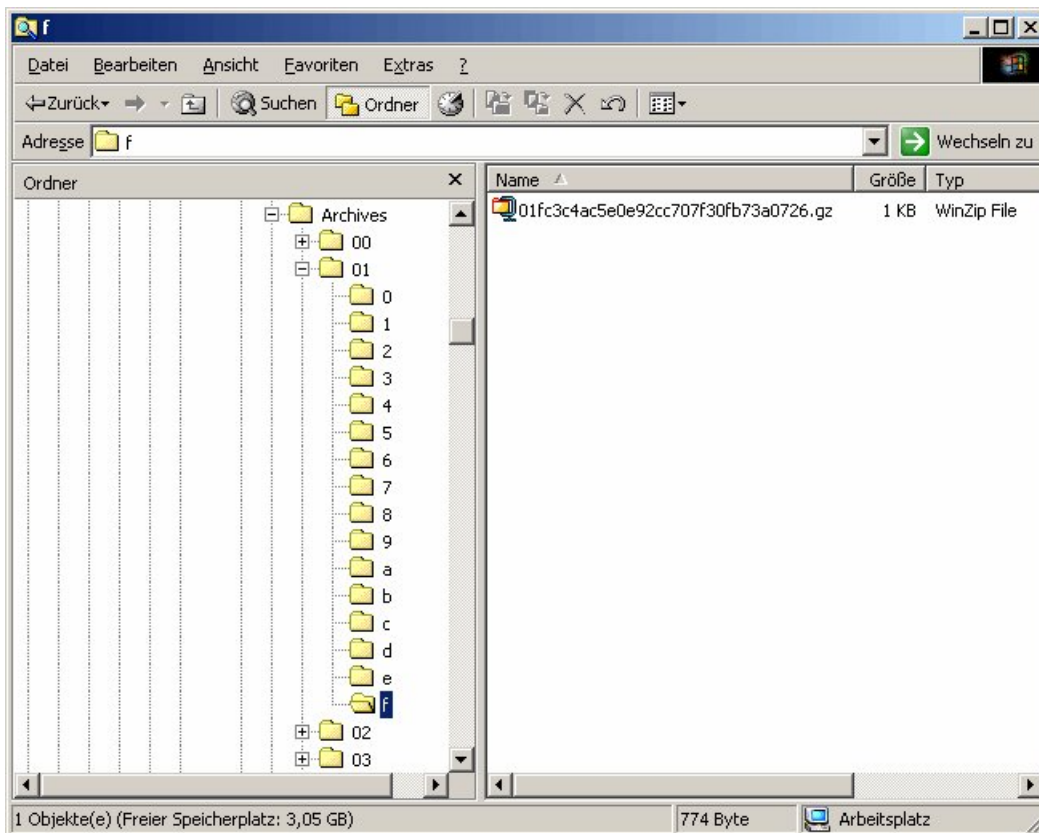 f
Datei Bearbeiten Ansicht Favoriten Extras ?
Zurück Suchen Ordner
Adresse f Wechseln zu
Ordner
Archives
00
01
0
1
2
3
4
5
6
7
8
9
a
b
c
d
e
f
02
03
Name Größe Typ
01fc3c4ac5e0e92cc707f30fb73a0726.gz 1 KB WinZip File
1 Objekte(e) (Freier Speicherplatz: 3,05 GB) 774 Byte Arbeitsplatz